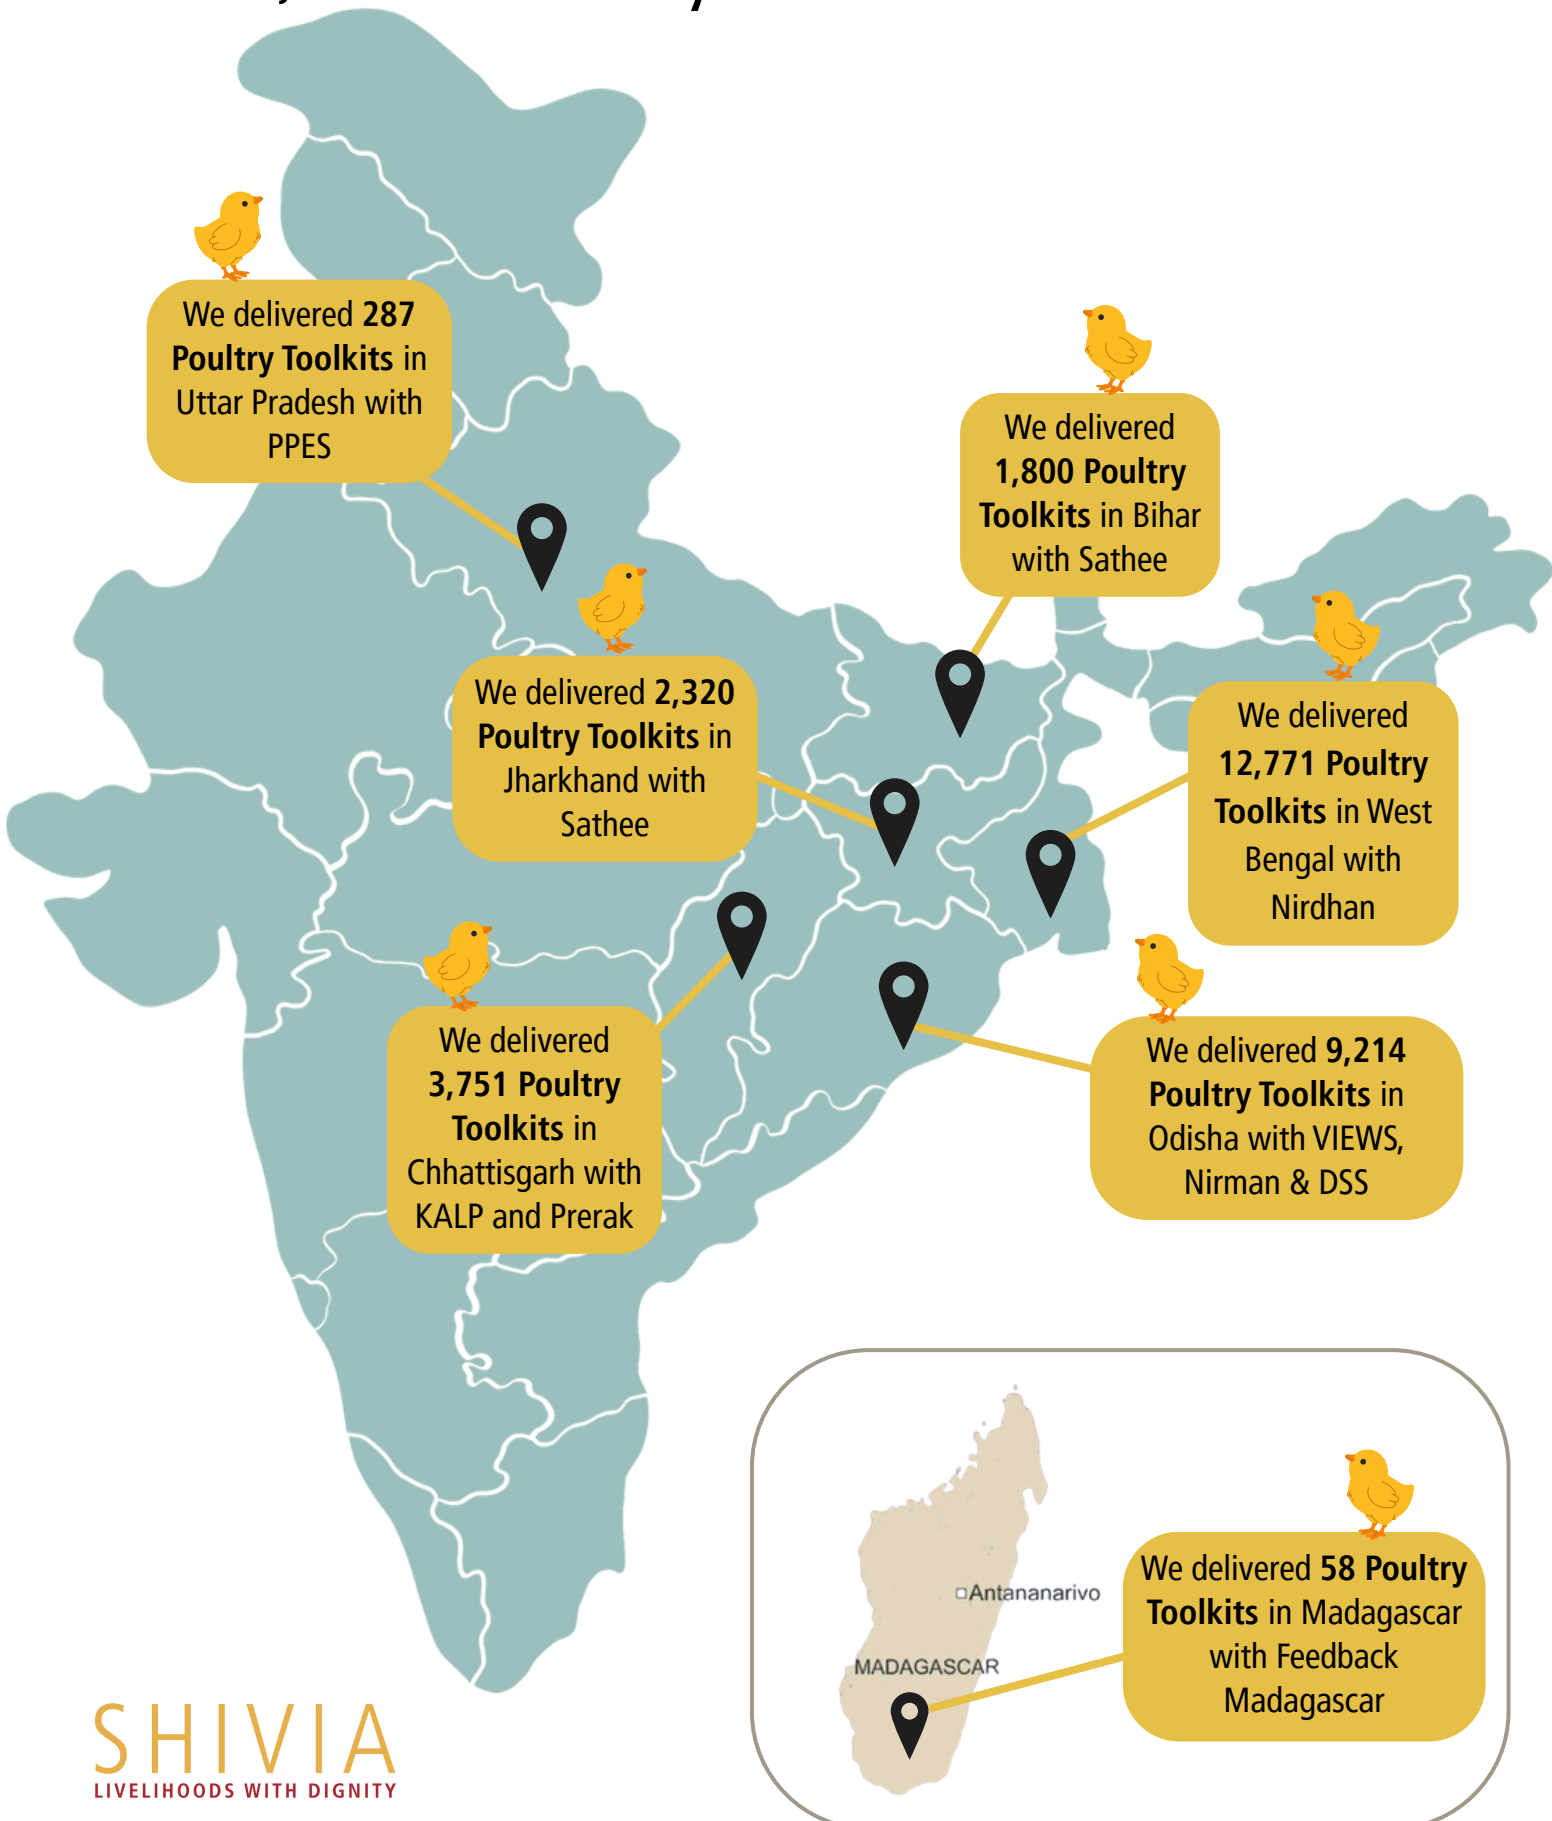 We delivered 287
Poultry Toolkits in
Uttar Pradesh with
PPES
We delivered
1,800 Poultry
Toolkits in Bihar
with Sathee
We delivered 2,320
Poultry Toolkits in
Jharkhand with
Sathee
We delivered
12,771 Poultry
Toolkits in West
Bengal with
Nirdhan
We delivered
3,751 Poultry
Toolkits in
Chhattisgarh with
KALP and Prerak
We delivered 9,214
Poultry Toolkits in
Odisha with VIEWS,
Nirman & DSS
Antananarivo
MADAGASCAR
We delivered 58 Poultry
Toolkits in Madagascar
with Feedback
Madagascar
SHIVIA
LIVELIHOODS WITH DIGNITY